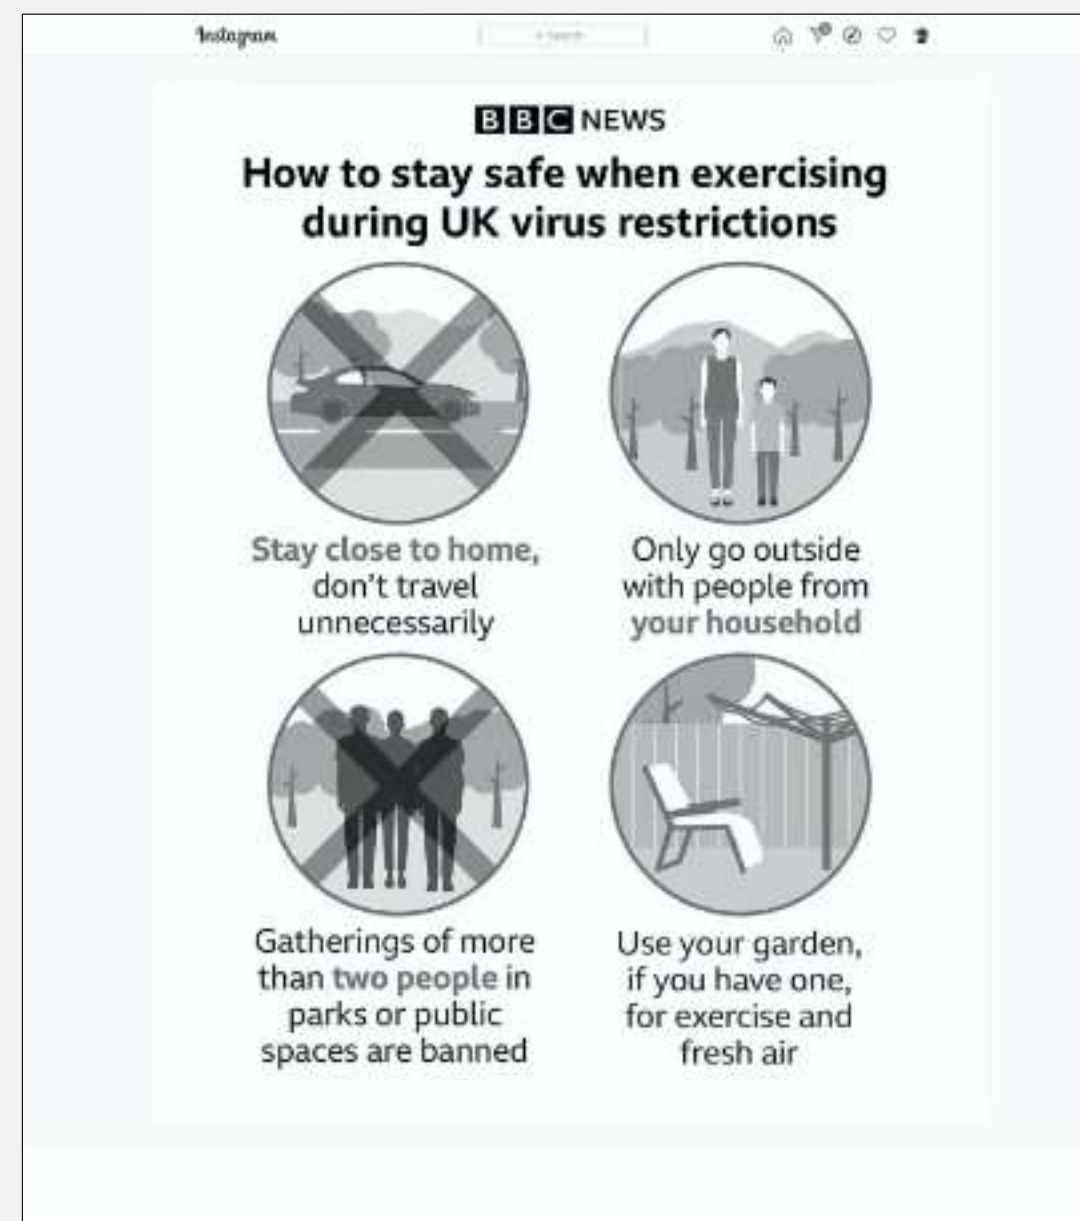 Instagram
Search
BBC NEWS
How to stay safe when exercising
during UK virus restrictions
Stay close to home,
don't travel
unnecessarily
Only go outside
with people from
your household
Gatherings of more
than two people in
parks or public
spaces are banned
Use your garden,
if you have one,
for exercise and
fresh air